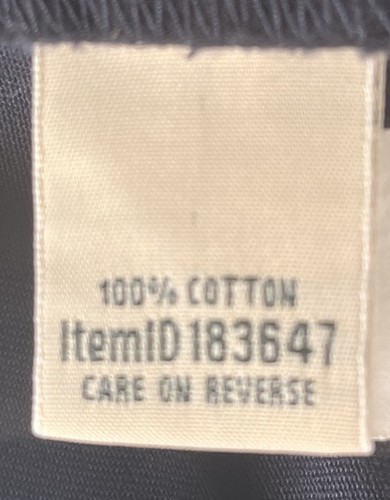 100% COTTON
ItemID 183647
CARE ON REVERSE